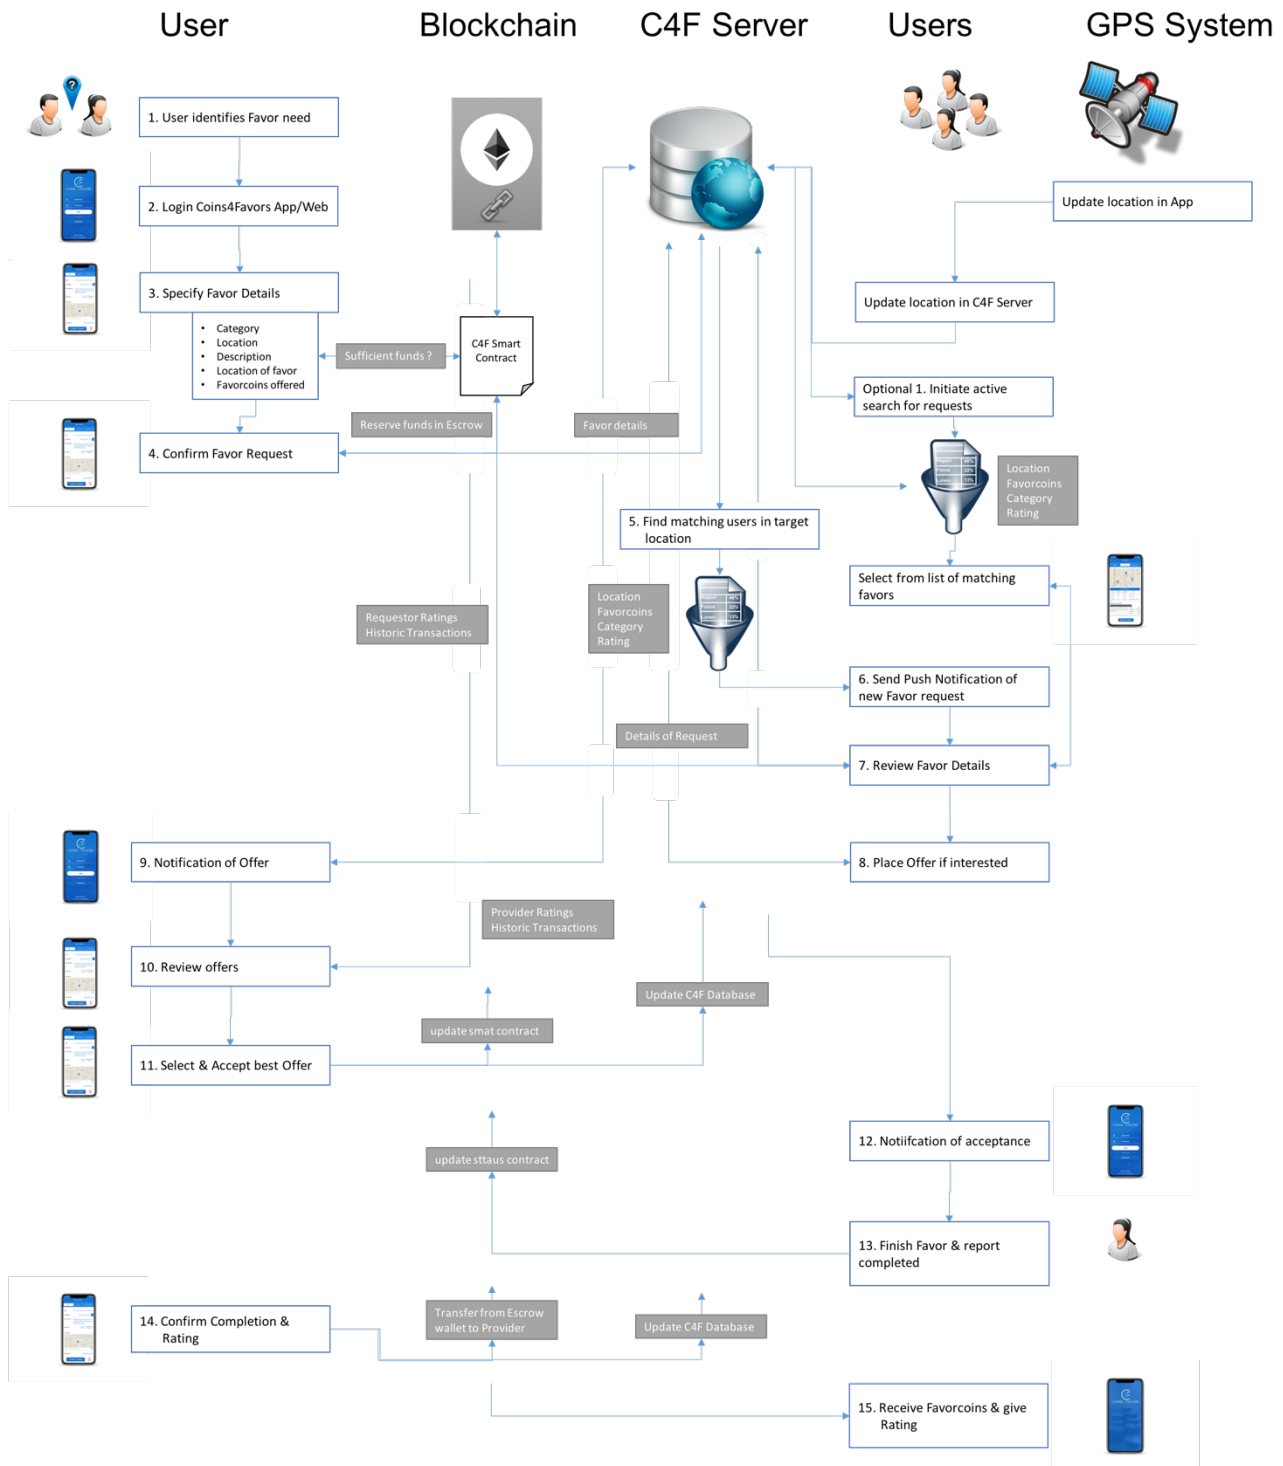 User
Blockchain
C4F Server
Users
GPS System
1. User identifies Favor need
2. Login Coins4Favors App/Web
Update location in App
3. Specify Favor Details
Update location in C4F Server
• Category
• Location
• Description
• Location of favor
• Favorcoins offered
Sufficient funds ?
C4F Smart
Contract
Optional 1. Initiate active
search for requests
Reserve funds in Escrow
Favor details
4. Confirm Favor Request
Location
Favorcoins
Category
Rating
5. Find matching users in target
location
Select from list of matching
favors
Requestor Ratings
Historic Transactions
Location
Favorcoins
Category
Rating
6. Send Push Notification of
new Favor request
Details of Request
7. Review Favor Details
9. Notification of Offer
8. Place Offer if interested
Provider Ratings
Historic Transactions
10. Review offers
Update C4F Database
update smat contract
11. Select & Accept best Offer
12. Notiifcation of acceptance
update sttaus contract
13. Finish Favor & report
completed
14. Confirm Completion &
Rating
Transfer from Escrow
wallet to Provider
Update C4F Database
15. Receive Favorcoins & give
Rating